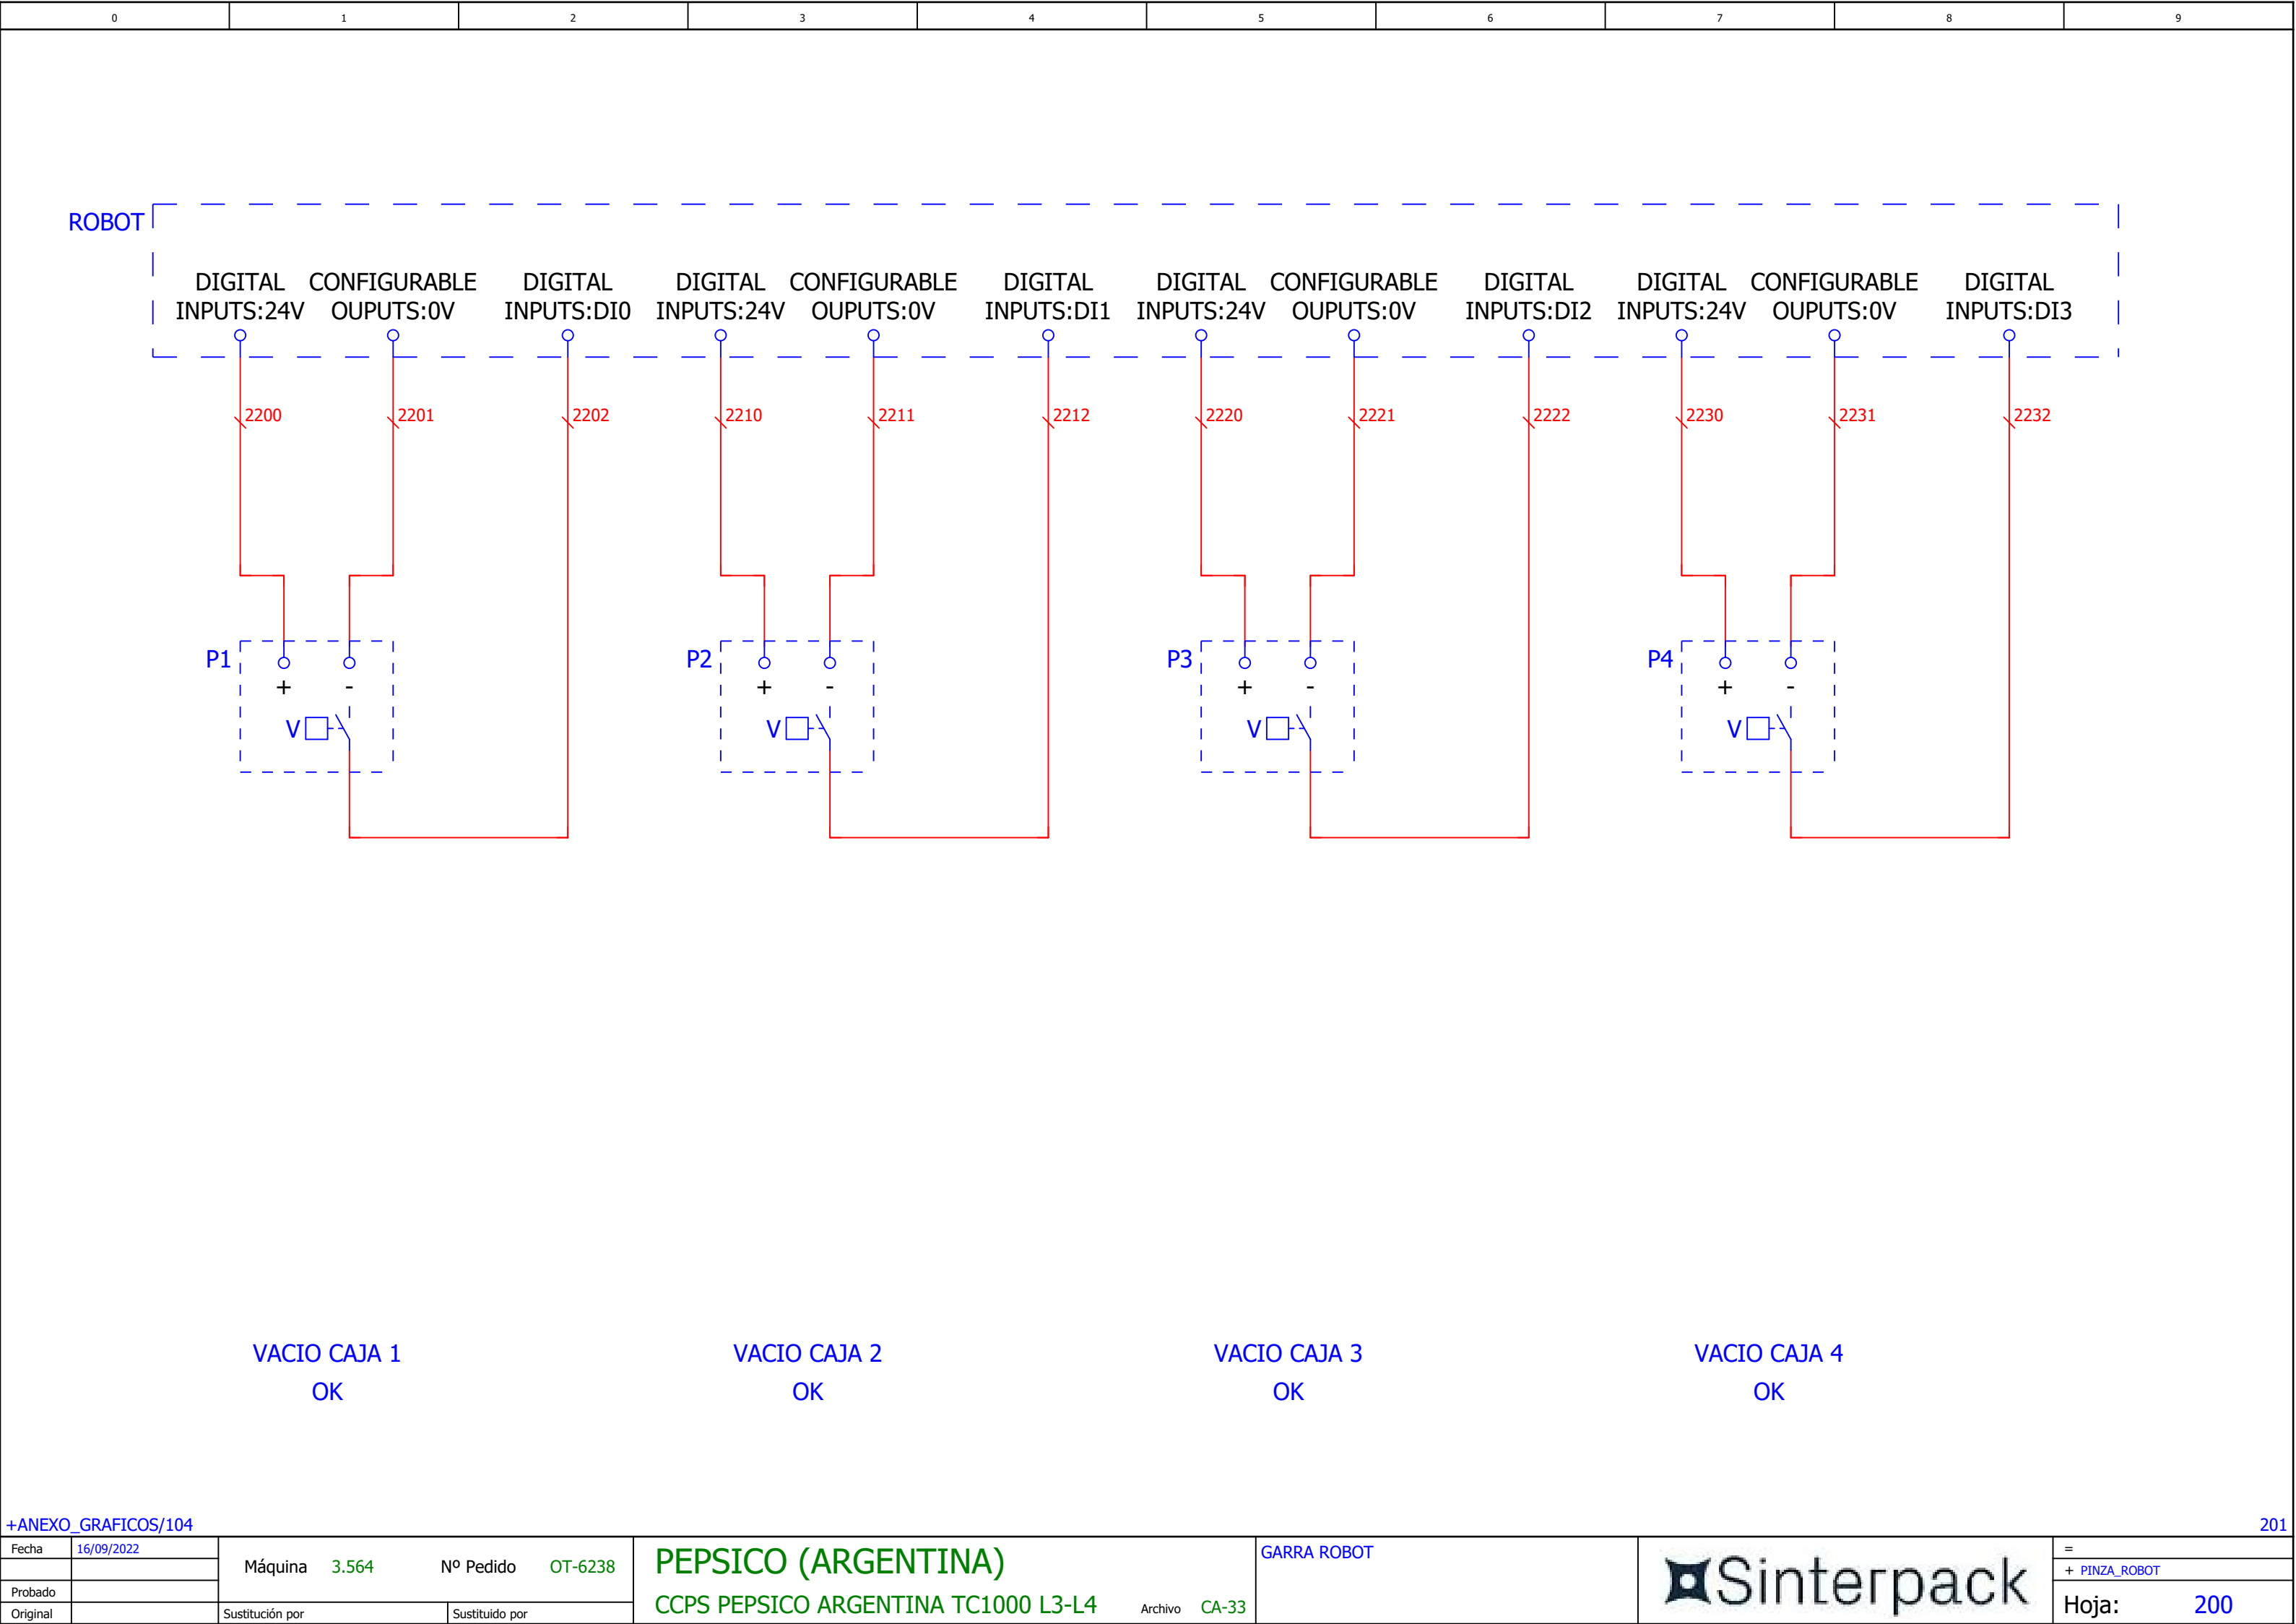 0 1 2 3 4 5 6 7 8 9
ROBOT
DIGITAL CONFIGURABLE DIGITAL DIGITAL CONFIGURABLE DIGITAL DIGITAL CONFIGURABLE DIGITAL DIGITAL CONFIGURABLE DIGITAL
INPUTS:24V OUPUTS:0V INPUTS:DI0 INPUTS:24V OUPUTS:0V INPUTS:DI1 INPUTS:24V OUPUTS:0V INPUTS:DI2 INPUTS:24V OUPUTS:0V INPUTS:DI3
2200 2201 2202 2210 2211 2212 2220 2221 2222 2230 2231 2232
P1 P2 P3 P4
+ - + - + - + -
V V V V
VACIO CAJA 1 VACIO CAJA 2 VACIO CAJA 3 VACIO CAJA 4
OK OK OK OK
+ANEXO_GRAFICOS/104 201
Fecha 16/09/2022
Probado
Original
Máquina 3.564 Nº Pedido OT-6238
Sustitución por Sustituido por
PEPSICO (ARGENTINA)
CCPS PEPSICO ARGENTINA TC1000 L3-L4 Archivo CA-33
GARRA ROBOT
Sinterpack
=
+ PINZA_ROBOT
Hoja: 200